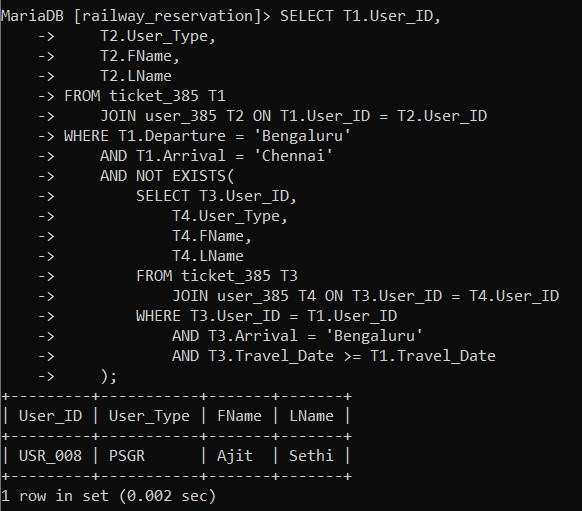 MariaDB [railway_reservation]> SELECT T1.User_ID,
    ->     T2.User_Type,
    ->     T2.FName,
    ->     T2.LName
    -> FROM ticket_385 T1
    ->     JOIN user_385 T2 ON T1.User_ID = T2.User_ID
    -> WHERE T1.Departure = 'Bengaluru'
    ->     AND T1.Arrival = 'Chennai'
    ->     AND NOT EXISTS(
    ->         SELECT T3.User_ID,
    ->             T4.User_Type,
    ->             T4.FName,
    ->             T4.LName
    ->         FROM ticket_385 T3
    ->             JOIN user_385 T4 ON T3.User_ID = T4.User_ID
    ->         WHERE T3.User_ID = T1.User_ID
    ->             AND T3.Arrival = 'Bengaluru'
    ->             AND T3.Travel_Date >= T1.Travel_Date
    ->     );
+---------+-----------+-------+-------+
| User_ID | User_Type | FName | LName |
+---------+-----------+-------+-------+
| USR_008 | PSGR      | Ajit  | Sethi |
+---------+-----------+-------+-------+
1 row in set (0.002 sec)